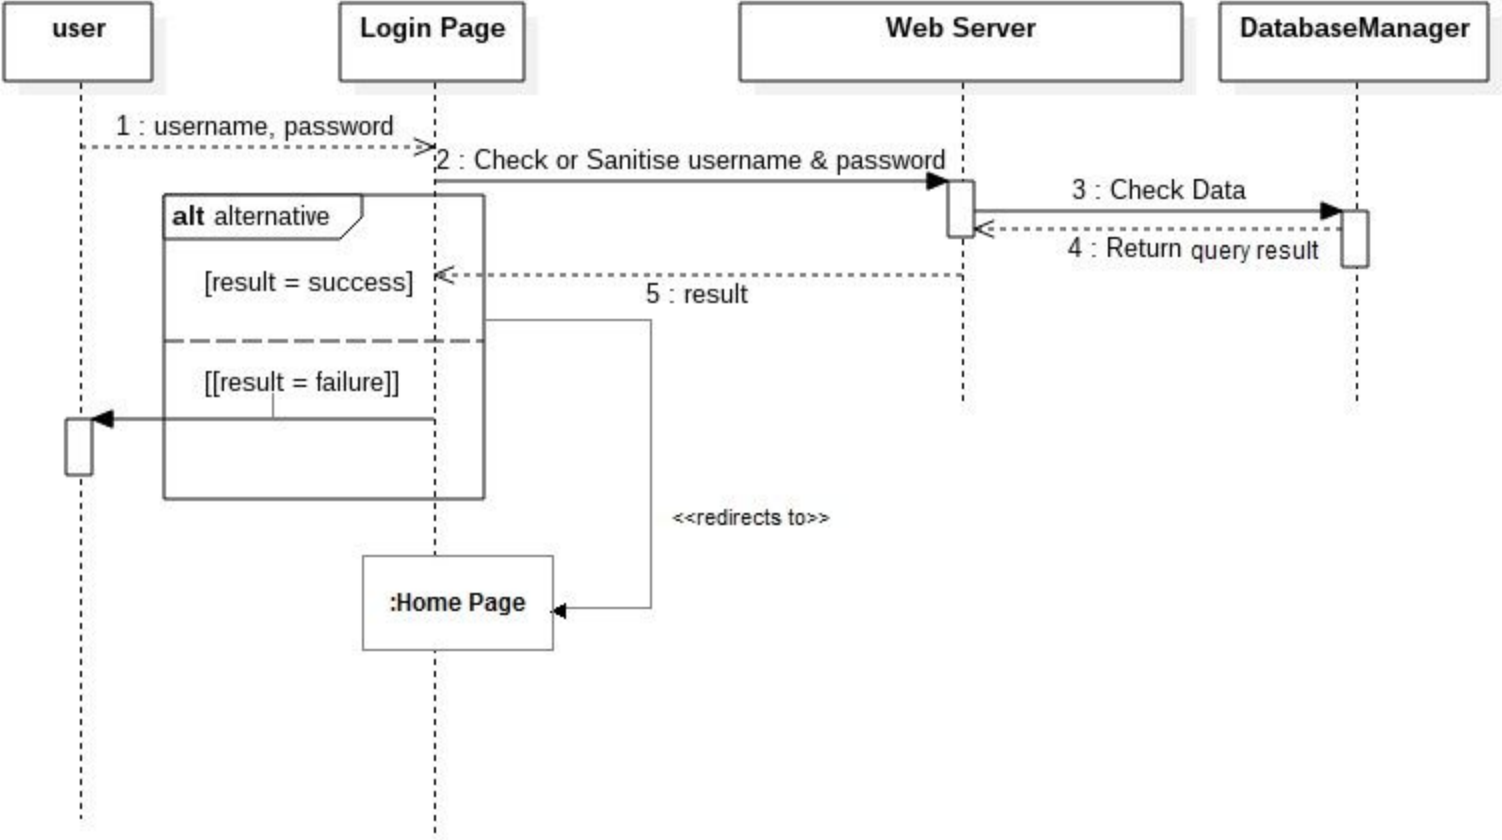 user
Login Page
Web Server
DatabaseManager
1 : username, password
2 : Check or Sanitise username & password
3 : Check Data
4 : Return query result
alt alternative
[result = success]
5 : result
[[result = failure]]
<<redirects to>>
:Home Page